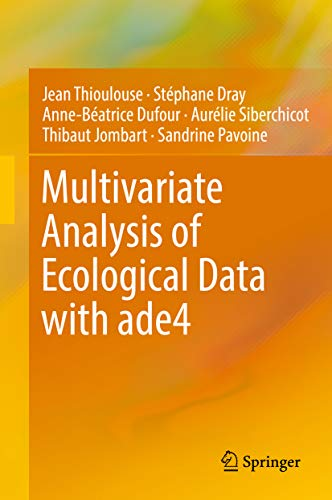 Jean Thioulouse · Stéphane Dray
Anne-Béatrice Dufour · Aurélie Siberchicot
Thibaut Jombart · Sandrine Pavoine
Multivariate
Analysis of
Ecological Data
with ade4
Springer